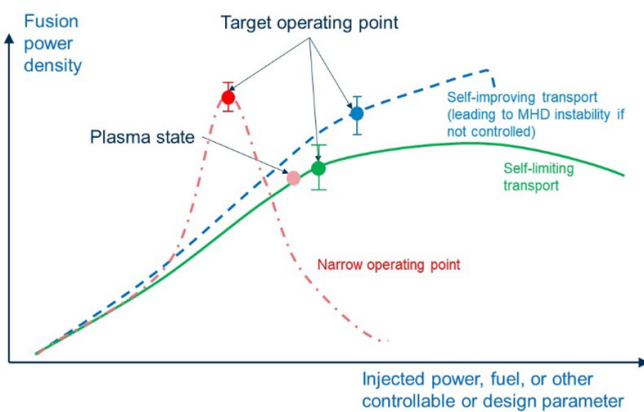 Fusion
power
density
Target operating point
Plasma state
Self-improving transport
(leading to MHD instability if
not controlled)
Self-limiting
transport
Narrow operating point
Injected power, fuel, or other
controllable or design parameter